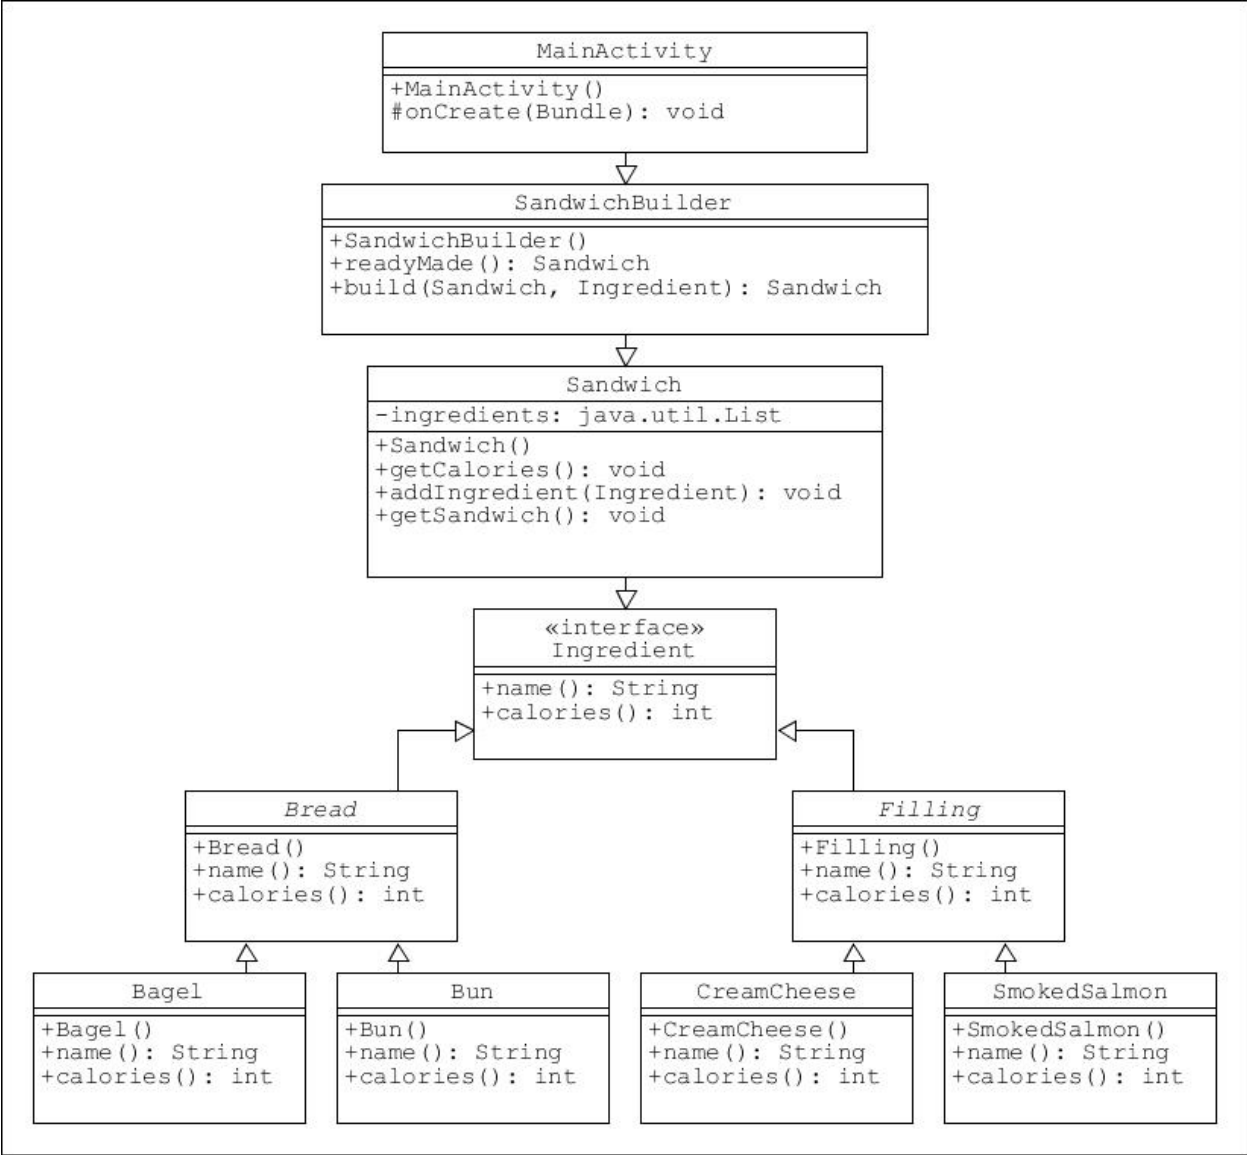 MainActivity
+MainActivity()
#onCreate(Bundle): void
SandwichBuilder
+SandwichBuilder()
+readyMade(): Sandwich
+build(Sandwich, Ingredient): Sandwich
Sandwich
-ingredients: java.util.List
+Sandwich()
+getCalories(): void
+addIngredient(Ingredient): void
+getSandwich(): void
«interface»
Ingredient
+name(): String
+calories(): int
Bread
+Bread()
+name(): String
+calories(): int
Filling
+Filling()
+name(): String
+calories(): int
Bagel
+Bagel()
+name(): String
+calories(): int
Bun
+Bun()
+name(): String
+calories(): int
CreamCheese
+CreamCheese()
+name(): String
+calories(): int
SmokedSalmon
+SmokedSalmon()
+name(): String
+calories(): int